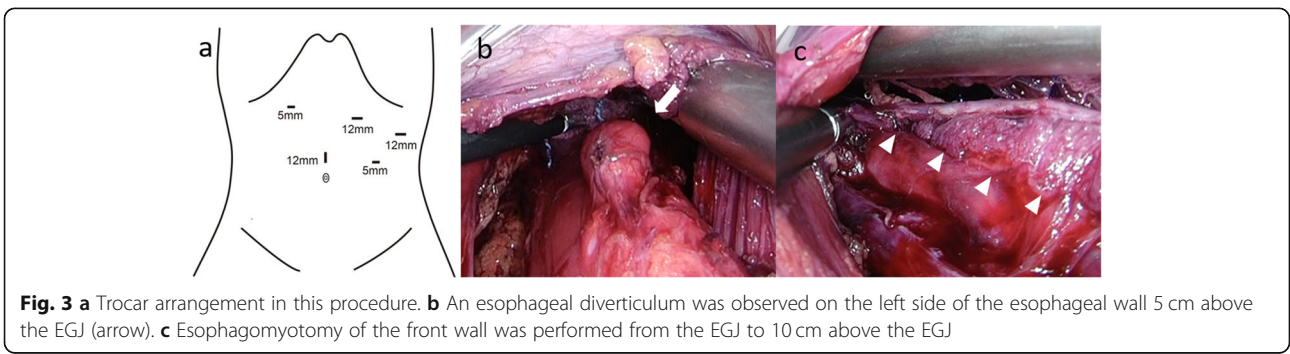 a
b
c
5mm
12mm
12mm
12mm
5mm
Fig. 3 a Trocar arrangement in this procedure. b An esophageal diverticulum was observed on the left side of the esophageal wall 5 cm above
the EGJ (arrow). c Esophagomyotomy of the front wall was performed from the EGJ to 10 cm above the EGJ